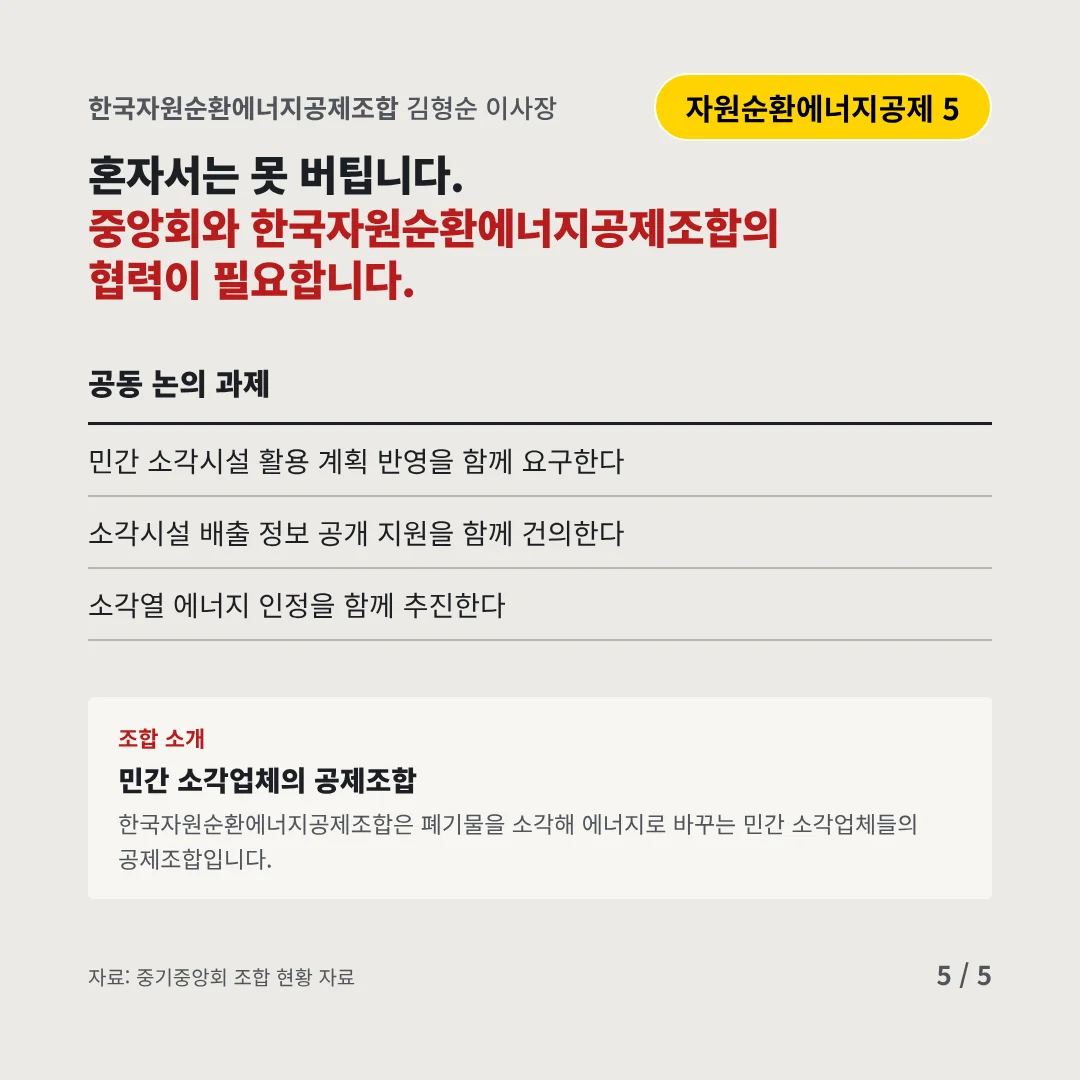 한국자원순환에너지공제조합 김형순 이사장
자원순환에너지공제 5
혼자서는 못 버팁니다.
중앙회와 한국자원순환에너지공제조합의
협력이 필요합니다.
공동 논의 과제
민간 소각시설 활용 계획 반영을 함께 요구한다
소각시설 배출 정보 공개 지원을 함께 건의한다
소각열 에너지 인정을 함께 추진한다
조합 소개
민간 소각업체의 공제조합
한국자원순환에너지공제조합은 폐기물을 소각해 에너지로 바꾸는 민간 소각업체들의
공제조합입니다.
자료: 중기중앙회 조합 현황 자료
5 / 5